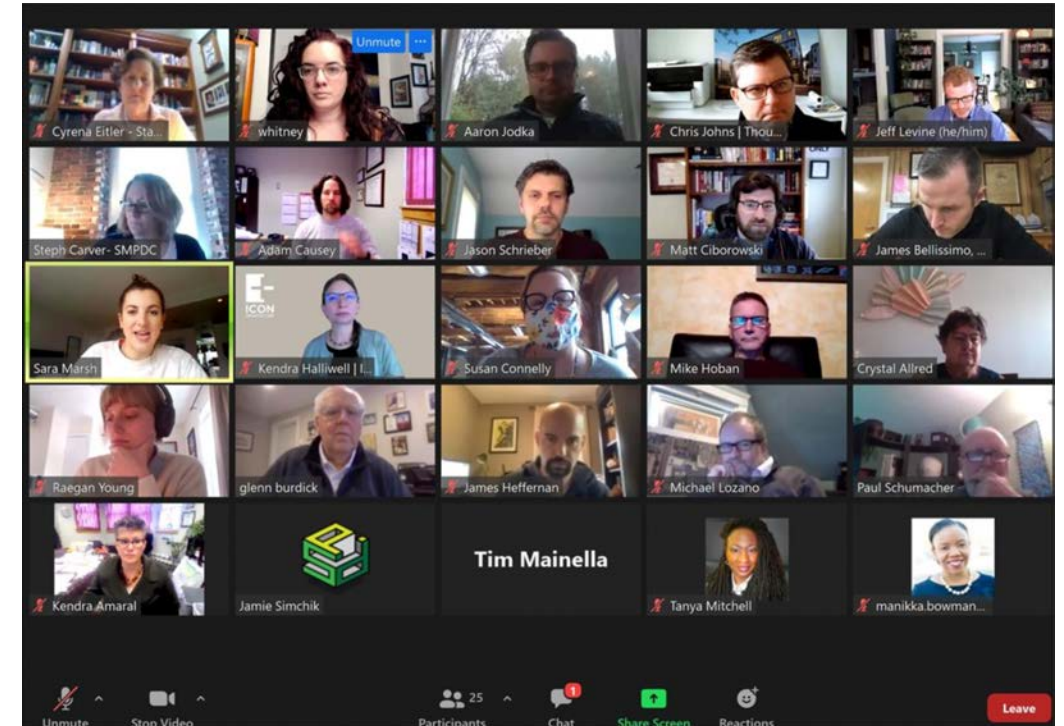 Unmute ...
Cyrena Eitler - Sta...
whitney
Aaron Jodka
Chris Johns | Thou...
Jeff Levine (he/him)
ONLY
Steph Carver- SMPDC
Adam Causey
Jason Schrieber
Matt Ciborowski
James Bellissimo, ...
ICON
Sara Marsh
Kendra Halliwell | I...
Susan Connelly
Mike Hoban
Crystal Allred
Raegan Young
glenn burdick
James Heffernan
Michael Lozano
Paul Schumacher
Tim Mainella
Kendra Amaral
Jamie Simchik
Tanya Mitchell
manikka.bowman...
25
1
Unmute
Stop Video
Participants
Chat
Share Screen
Reactions
Leave